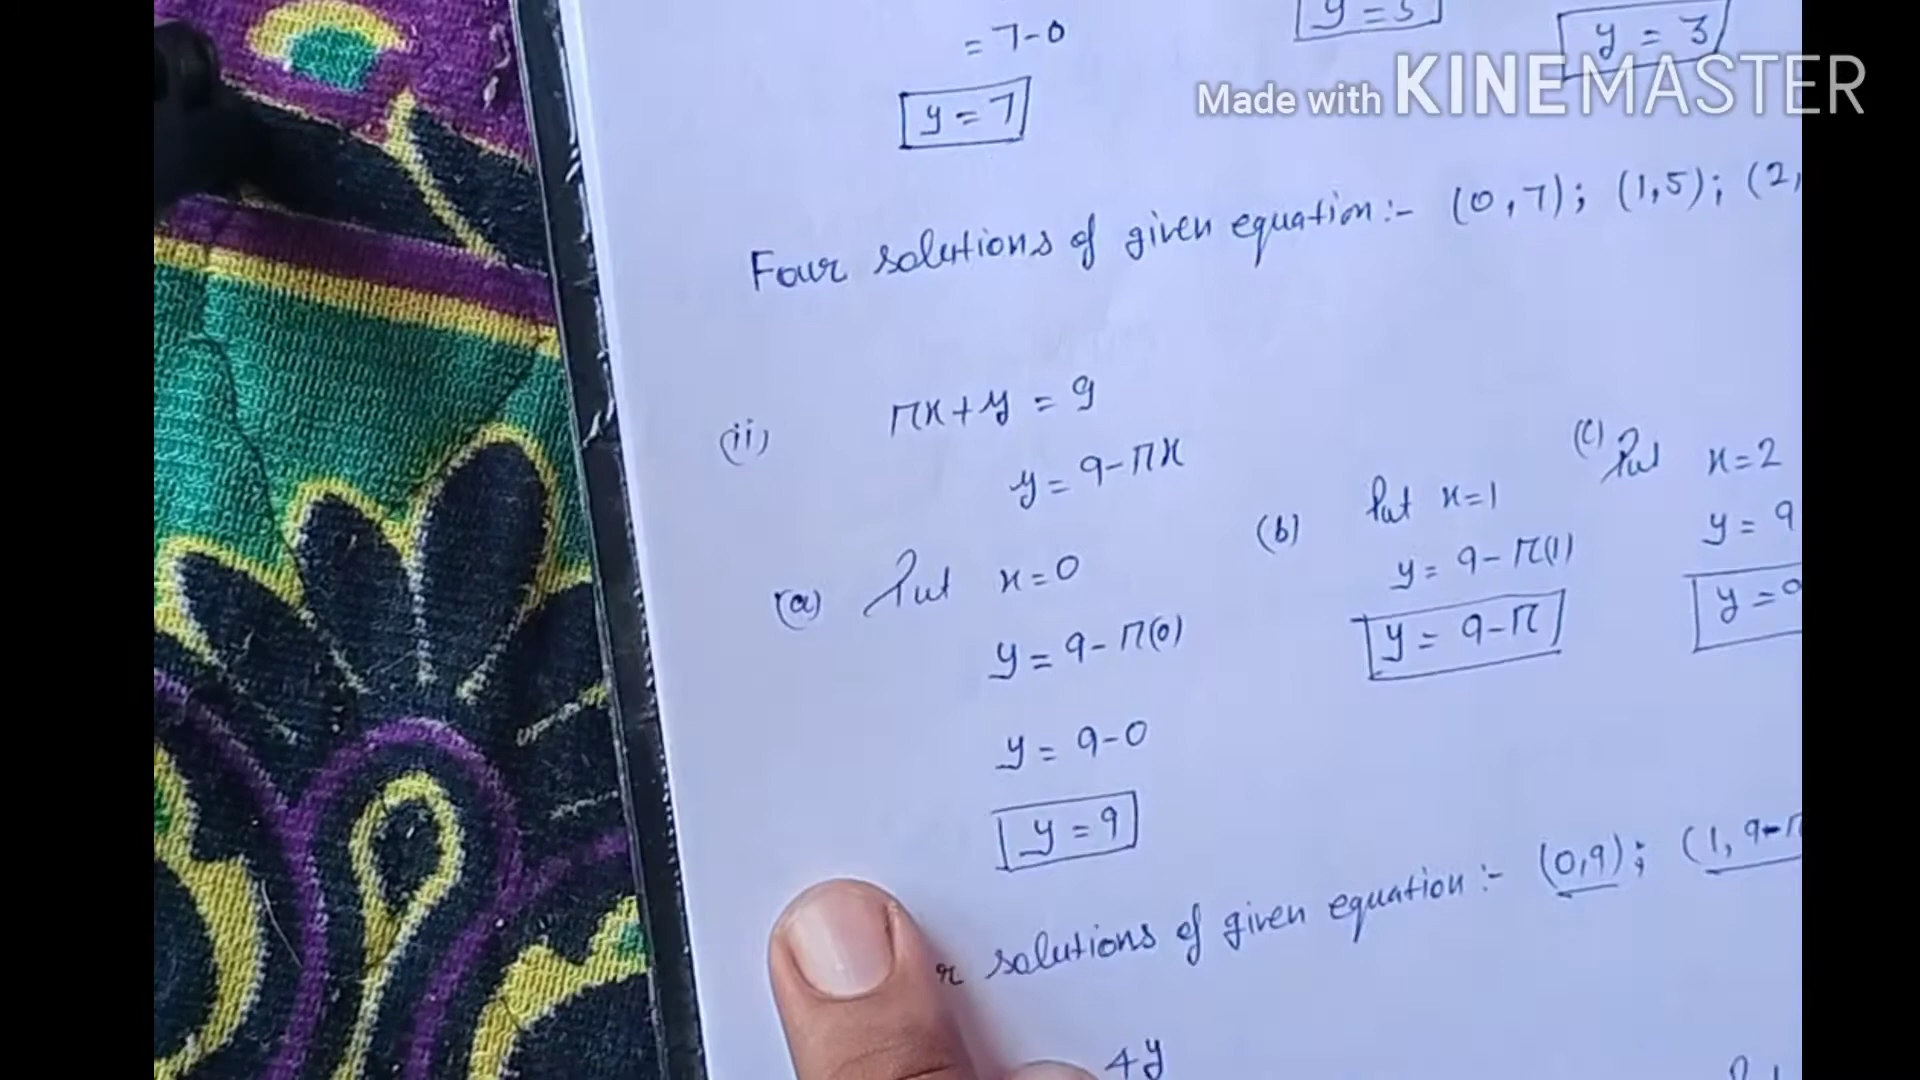 = 7-0
y = 5
y = 3
Made with KINEMASTER
y = 7
Four solutions of given equation:- (0,7); (1,5); (2,
(ii) πx+y = 9
y = 9-πx
(a) Put x=0
y = 9-π(0)
y = 9-0
y = 9
(b) Put x=1
y = 9-π(1)
y = 9-π
(c) Put x=2
y = 9
y =
r solutions of given equation:- (0,9); (1, 9-π
4y